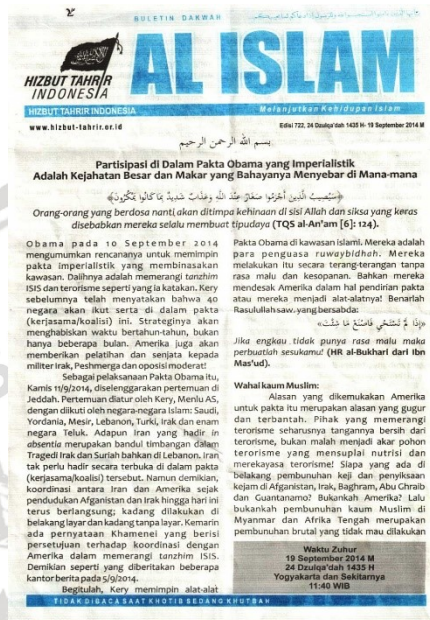 BULETIN DAKWAH
AL ISLAM
HIZBUT TAHRIR
INDONESIA
HIZBUT TAHRIR INDONESIA
Melanjutkan Kehidupan Islam
www.hizbut-tahrir.or.id
Edisi 722, 24 Dzulqa'dah 1435 H- 19 September 2014 M
بسم الله الرحمن الرحيم
Partisipasi di Dalam Pakta Obama yang Imperialistik
Adalah Kejahatan Besar dan Makar yang Bahayanya Menyebar di Mana-mana
﴿سَيُصِيبُ الَّذِينَ أَجْرَمُوا صَغَارٌ عِنْدَ اللَّهِ وَعَذَابٌ شَدِيدٌ بِمَا كَانُوا يَمْكُرُونَ﴾
Orang-orang yang berdosa nanti akan ditimpa kehinaan di sisi Allah dan siksa yang keras
disebabkan mereka selalu membuat tipudaya (TQS al-An'am [6]: 124).
Obama pada 10 September 2014
mengumumkan rencananya untuk memimpin
pakta imperialistik yang membinasakan
kawasan. Dalihnya adalah memerangi tanzhim
ISIS dan terorisme seperti yang ia katakan. Kery
sebelumnya telah menyatakan bahwa 40
negara akan ikut serta di dalam pakta
(kerjasama/koalisi) ini. Strateginya akan
menghabiskan waktu bertahun-tahun, bukan
hanya beberapa bulan. Amerika juga akan
memberikan pelatihan dan senjata kepada
militer Irak, Peshmerga dan oposisi moderat!
Sebagai pelaksanaan Pakta Obama itu,
Kamis 11/9/2014, diselenggarakan pertemuan di
Jeddah. Pertemuan diatur oleh Kery, Menlu AS,
dengan diikuti oleh negara-negara Islam: Saudi,
Yordania, Mesir, Lebanon, Turki, Irak dan enam
negara Teluk. Adapun Iran yang hadir in
absentia merupakan bandul timbangan dalam
Tragedi Irak dan Suriah bahkan di Lebanon. Iran
tak perlu hadir secara terbuka di dalam pakta
(kerjasama/koalisi) tersebut. Namun demikian,
koordinasi antara Iran dan Amerika sejak
pendudukan Afganistan dan Irak hingga hari ini
terus berlangsung; kadang dilakukan di
belakang layar dan kadang tanpa layar. Kemarin
ada pernyataan Khamenei yang berisi
persetujuan terhadap koordinasi dengan
Amerika dalam memerangi tanzhim ISIS.
Demikian seperti yang diberitakan beberapa
kantor berita pada 5/9/2014.
Begitulah, Kery memimpin alat-alat
Pakta Obama di kawasan islami. Mereka adalah
para penguasa ruwaybidhah. Mereka
melakukan itu secara terang-terangan tanpa
rasa malu dan kesopanan. Bahkan mereka
mendesak Amerika dalam hal pendirian pakta
atau mereka menjadi alat-alatnya! Benarlah
Rasulullah saw. yang bersabda:
«إِذَا لَمْ تَسْتَحْيِ فَاصْنَعْ مَا شِئْتَ»
Jika engkau tidak punya rasa malu maka
perbuatlah sesukamu! (HR al-Bukhari dari Ibn
Mas'ud).
Wahai kaum Muslim:
Alasan yang dikemukakan Amerika
untuk pakta itu merupakan alasan yang gugur
dan terbantah. Pihak yang memerangi
terorisme seharusnya tangannya bersih dari
terorisme, bukan malah menjadi akar pohon
terorisme yang mensuplai nutrisi dan
merekayasa terorisme! Siapa yang ada di
belakang pembunuhan keji dan penyiksaan
kejam di Afganistan, Irak, Baghram, Abu Ghraib
dan Guantanamo? Bukankah Amerika? Lalu
bukankah pembunuhan kaum Muslim di
Myanmar dan Afrika Tengah merupakan
pembunuhan brutal yang tidak mau dilakukan
Waktu Zuhur
19 September 2014 M
24 Dzulqa'dah 1435 H
Yogyakarta dan Sekitarnya
11:40 WIB
TIDAK DIBACA SAAT KHOTIB SEDANG KHUTBAH